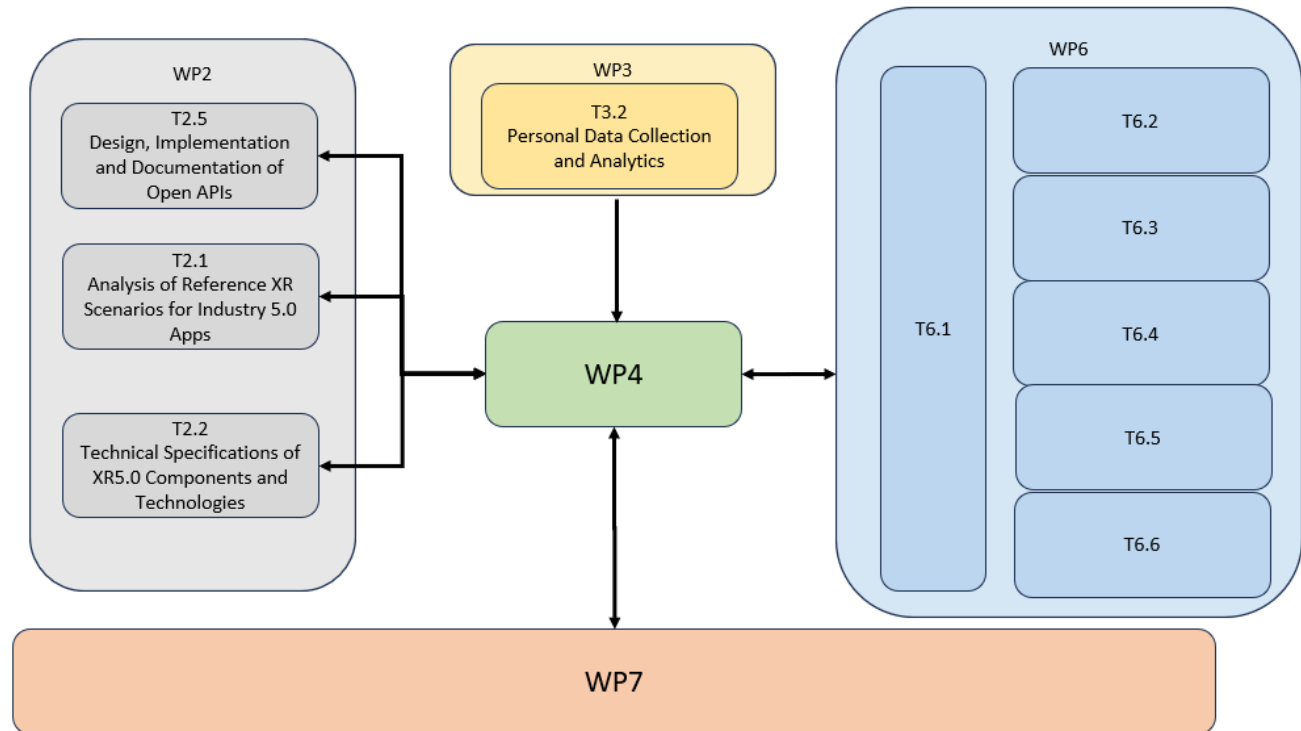 WP2
T2.5
Design, Implementation
and Documentation of
Open APIs
T2.1
Analysis of Reference XR
Scenarios for Industry 5.0
Apps
T2.2
Technical Specifications of
XR5.0 Components and
Technologies
WP3
T3.2
Personal Data Collection
and Analytics
WP4
WP6
T6.1
T6.2
T6.3
T6.4
T6.5
T6.6
WP7